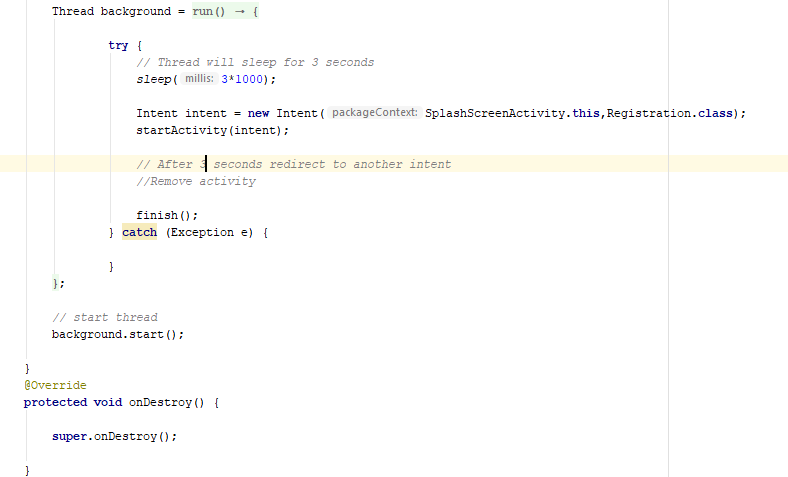 Thread background = run() → {
try {
// Thread will sleep for 3 seconds
sleep( millis: 3*1000);
Intent intent = new Intent( packageContext: SplashScreenActivity.this,Registration.class);
startActivity(intent);
// After 3 seconds redirect to another intent
//Remove activity
finish();
} catch (Exception e) {
}
};
// start thread
background.start();
}
@Override
protected void onDestroy() {
super.onDestroy();
}